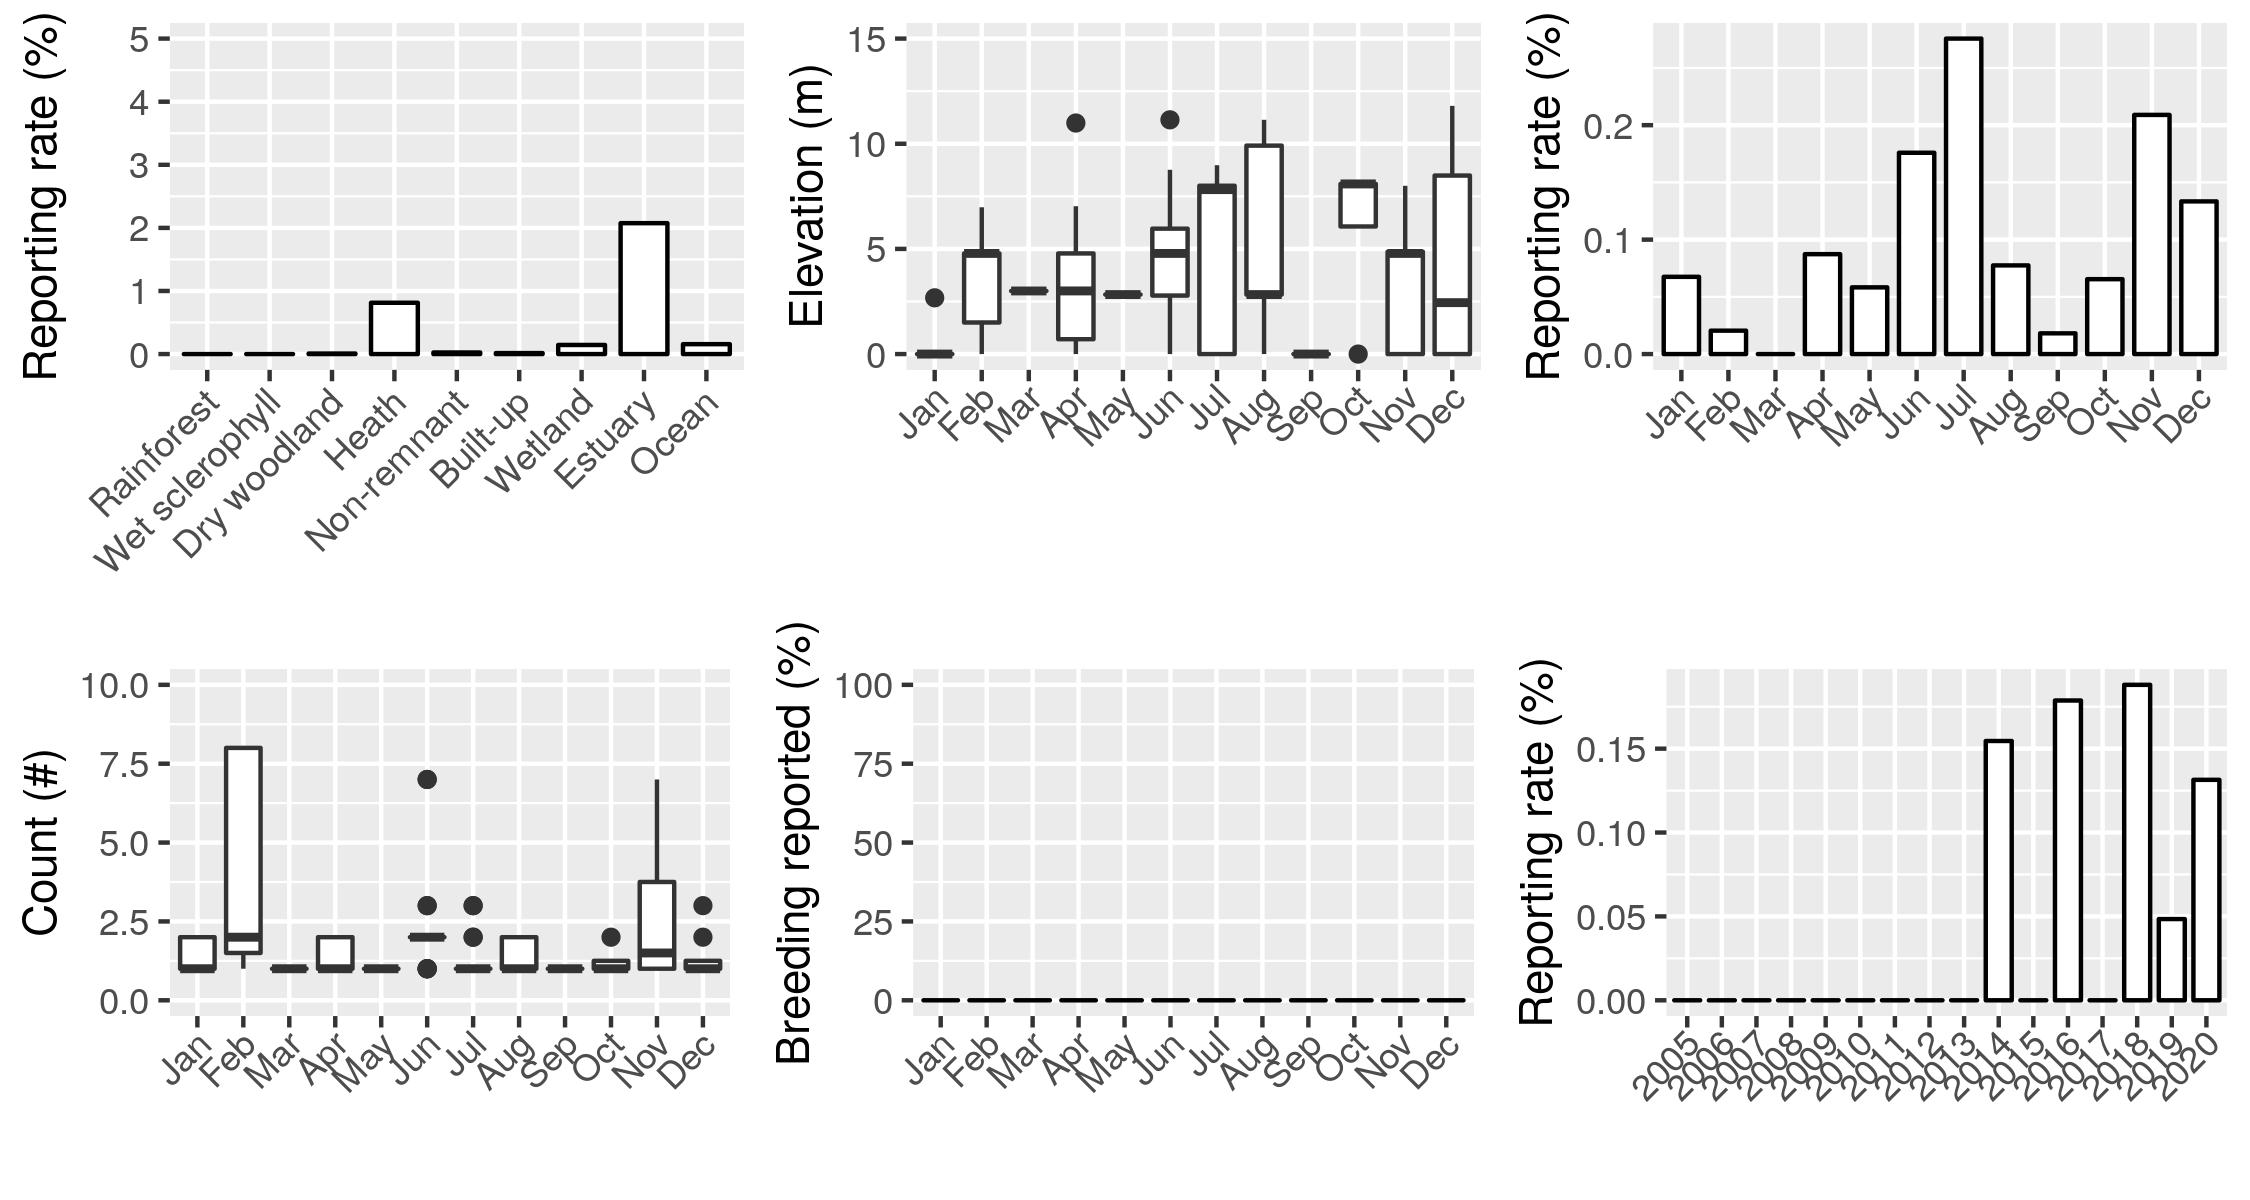 Reporting rate (%)
5
4
3
2
1
0
Rainforest
Wet sclerophyll
Dry woodland
Heath
Non-remnant
Built-up
Wetland
Estuary
Ocean
Elevation (m)
15
10
5
0
Jan
Feb
Mar
Apr
May
Jun
Jul
Aug
Sep
Oct
Nov
Dec
Reporting rate (%)
0.2
0.1
0.0
Jan
Feb
Mar
Apr
May
Jun
Jul
Aug
Sep
Oct
Nov
Dec
Count (#)
10.0
7.5
5.0
2.5
0.0
Jan
Feb
Mar
Apr
May
Jun
Jul
Aug
Sep
Oct
Nov
Dec
Breeding reported (%)
100
75
50
25
0
Jan
Feb
Mar
Apr
May
Jun
Jul
Aug
Sep
Oct
Nov
Dec
Reporting rate (%)
0.15
0.10
0.05
0.00
2005
2006
2007
2008
2009
2010
2011
2012
2013
2014
2015
2016
2017
2018
2019
2020